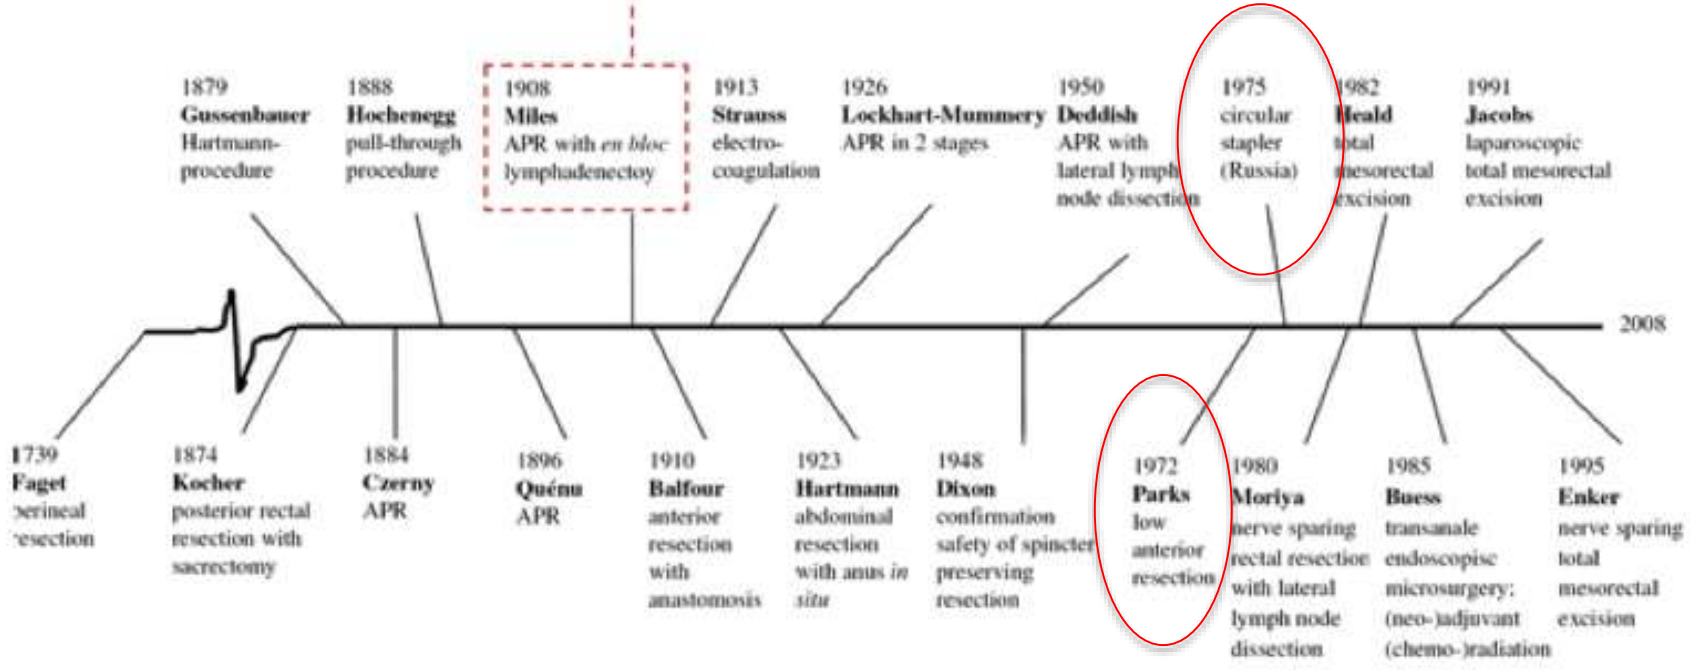 1879
Gussenbauer
Hartmann-
procedure
1888
Hochenegg
pull-through
procedure
1908
Miles
APR with en bloc
lymphadenectoy
1913
Strauss
electro-
coagulation
1926
Lockhart-Mummery
APR in 2 stages
1950
Deddish
APR with
lateral lymph
node dissection
1975
circular
stapler
(Russia)
1982
Heald
total
mesorectal
excision
1991
Jacobs
laparoscopic
total mesorectal
excision
2008
1739
Faget
perineal
resection
1874
Kocher
posterior rectal
resection with
sacrectomy
1884
Czerny
APR
1896
Quénu
APR
1910
Balfour
anterior
resection
with
anastomosis
1923
Hartmann
abdominal
resection
with anus in
situ
1948
Dixon
confirmation
safety of spincter
preserving
resection
1972
Parks
low
anterior
resection
1980
Moriya
nerve sparing
rectal resection
with lateral
lymph node
dissection
1985
Buess
transanale
endoscopisc
microsurgery;
(neo-)adjuvant
(chemo-)radiation
1995
Enker
nerve sparing
total
mesorectal
excision